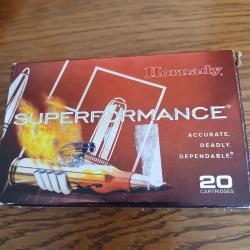 Hornady
SUPERFORMANCE®
ACCURATE.
DEADLY.
DEPENDABLE.®
20
CARTRIDGES